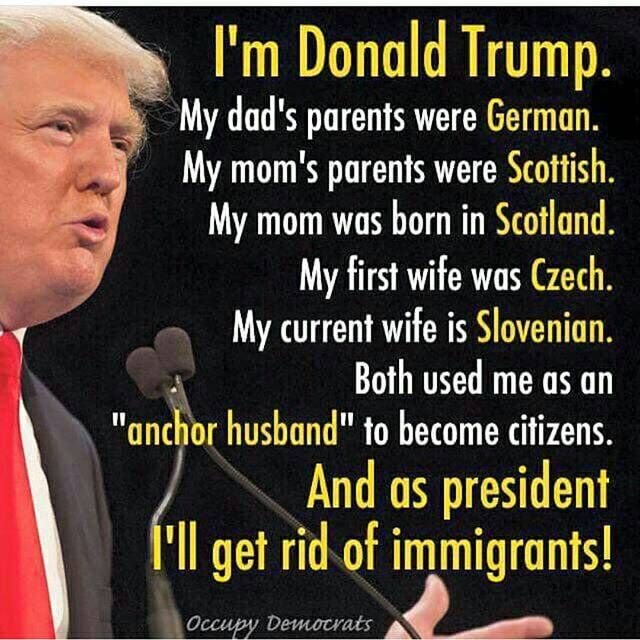 I'm Donald Trump.
My dad's parents were German.
My mom's parents were Scottish.
My mom was born in Scotland.
My first wife was Czech.
My current wife is Slovenian.
Both used me as an
"anchor husband" to become citizens.
And as president
I'll get rid of immigrants!
Occupy Democrats